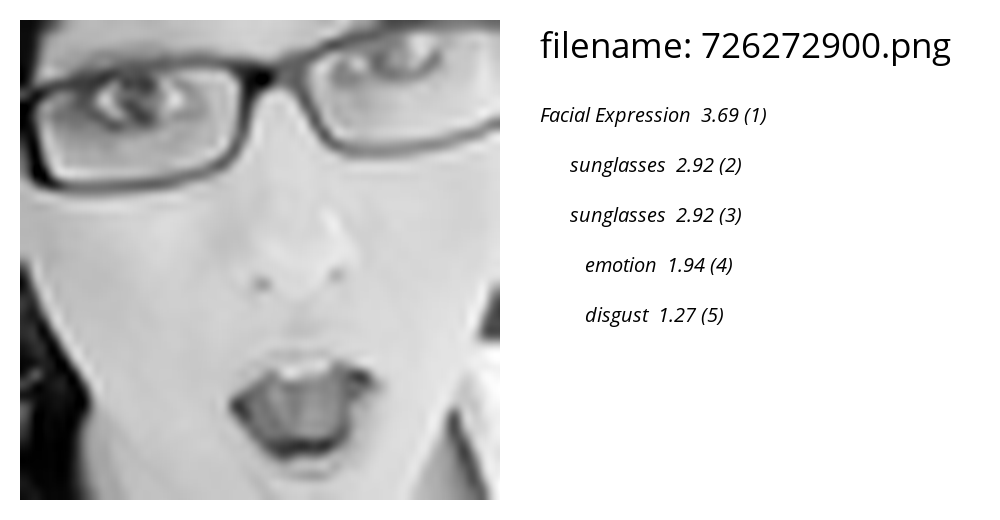 filename: 726272900.png
Facial Expression 3.69 (1)
sunglasses 2.92 (2)
sunglasses 2.92 (3)
emotion 1.94 (4)
disgust 1.27 (5)